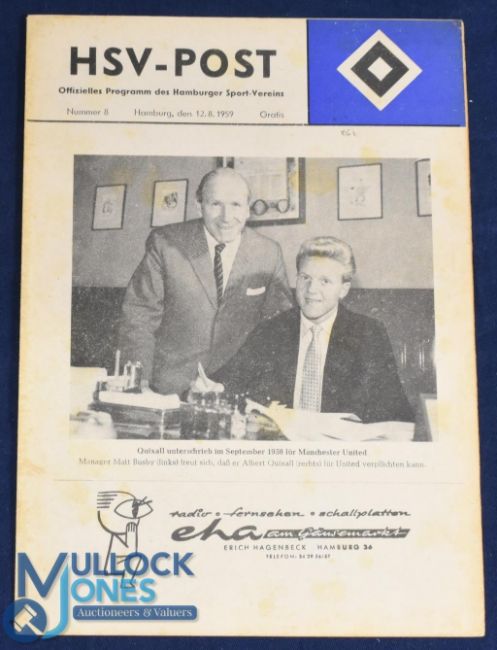 HSV-POST
Offizielles Programm des Hamburger Sport-Vereins
Nummer 8 Hamburg, den 12. 8. 1959 Gratis
Quixall unterschrieb im September 1958 für Manchester United
Manager Matt Busby (links) freut sich, daß er Albert Quixall (rechts) für United verpflichten kann.
radio • fernsehen • schallplatten
eha am Gänsemarkt
ERICH HAGENBECK HAMBURG 36
TELEFON:
MULLOCK
JONES
Auctioneers & Valuers